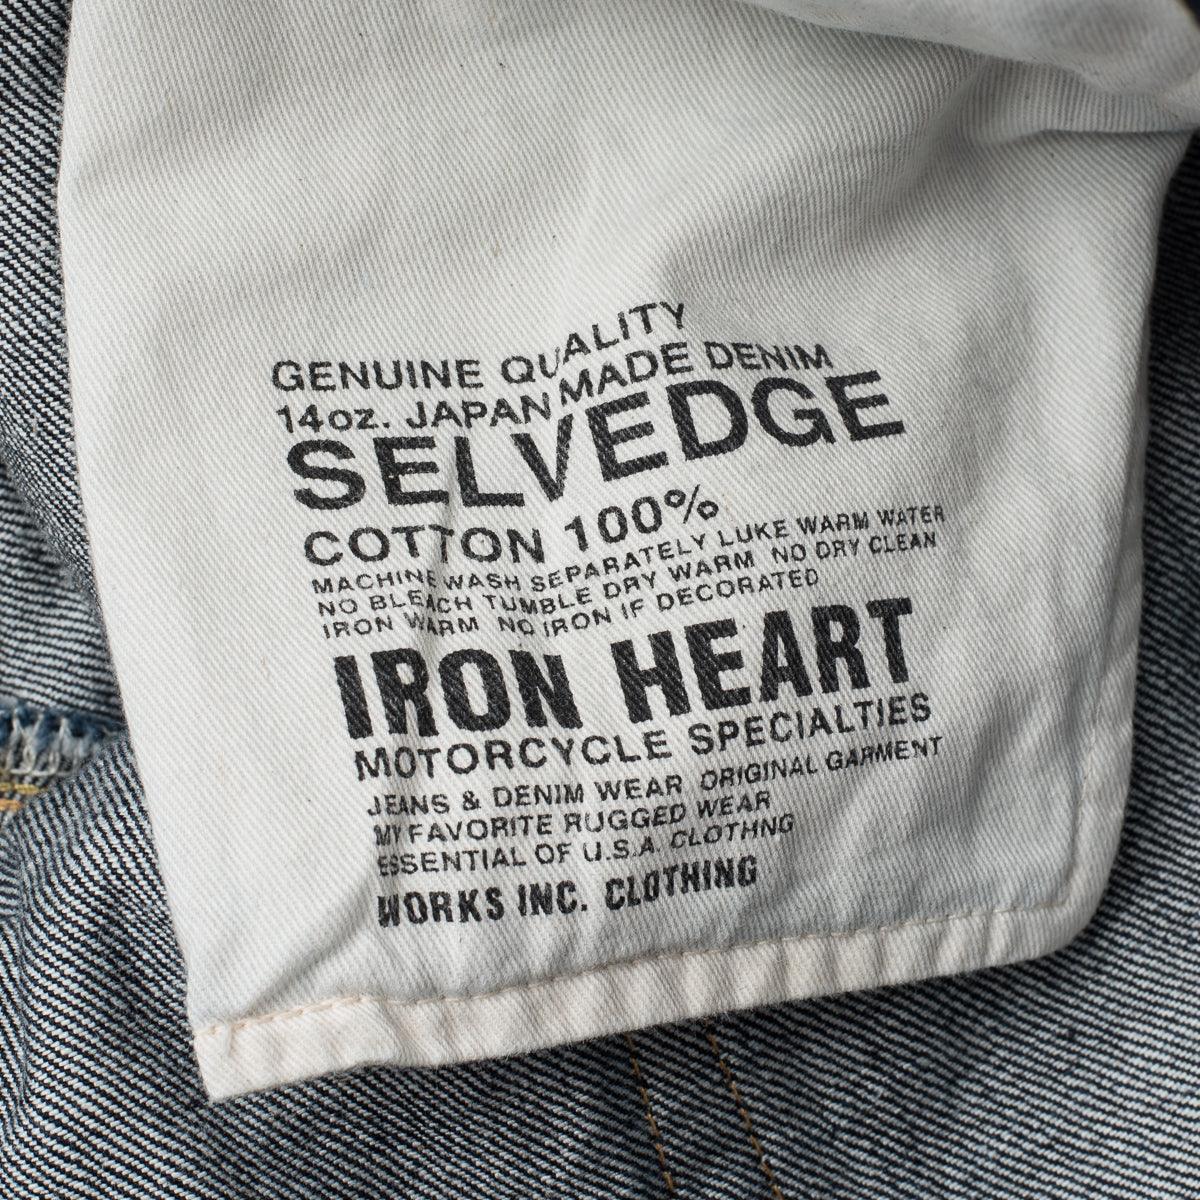 GENUINE QUALITY
14oz. JAPAN MADE DENIM
SELVEDGE
COTTON 100%
MACHINE WASH SEPARATELY LUKE WARM WATER
NO BLEACH TUMBLE DRY WARM NO DRY CLEAN
IRON WARM NO IRON IF DECORATED
IRON HEART
MOTORCYCLE SPECIALTIES
JEANS & DENIM WEAR ORIGINAL GARMENT
MY FAVORITE RUGGED WEAR
ESSENTIAL OF U.S.A. CLOTHNG
WORKS INC. CLOTHING